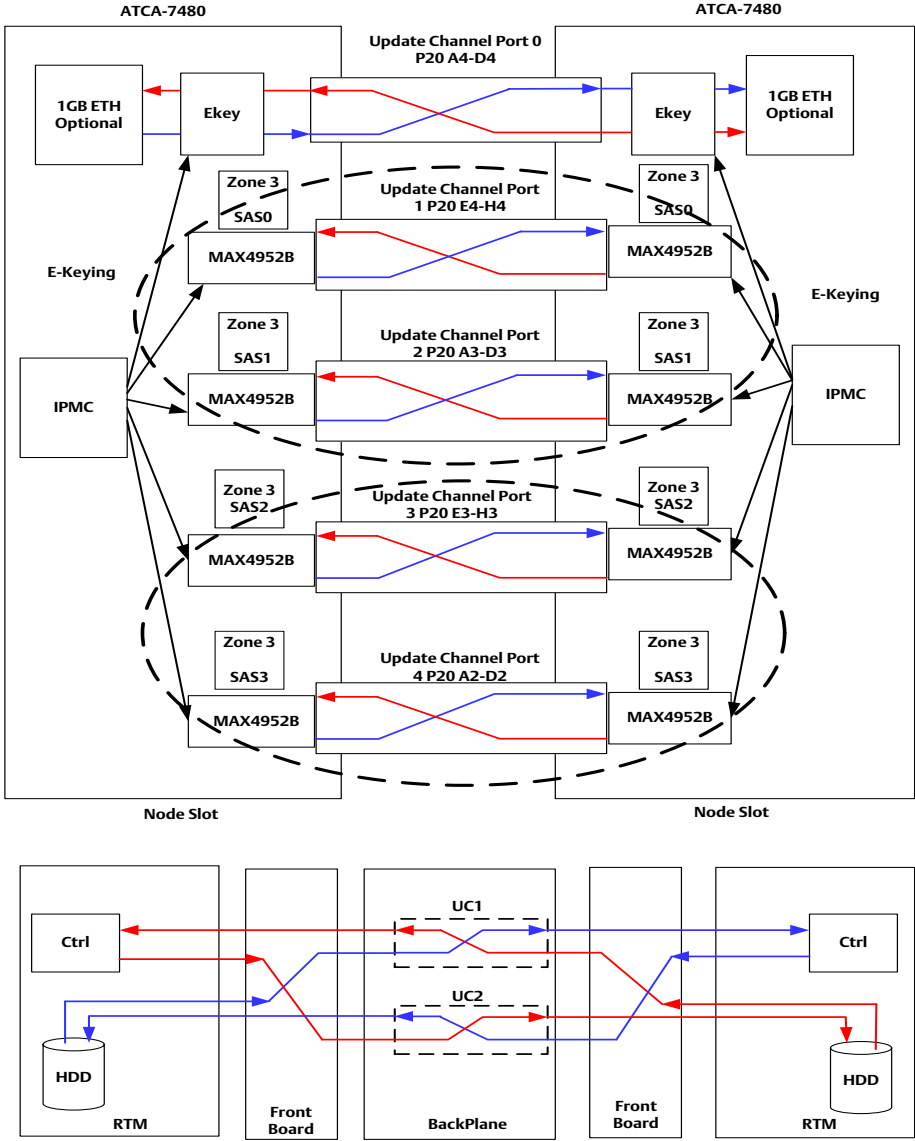 ATCA-7480
ATCA-7480
Update Channel Port 0
P20 A4-D4
1GB ETH
Optional
Ekey
Ekey
1GB ETH
Optional
Zone 3
SAS0
MAX4952B
Update Channel Port
1 P20 E4-H4
Zone 3
SAS0
MAX4952B
E-Keying
E-Keying
Zone 3
SAS1
MAX4952B
Update Channel Port
2 P20 A3-D3
Zone 3
SAS1
MAX4952B
IPMC
IPMC
Zone 3
SAS2
MAX4952B
Update Channel Port
3 P20 E3-H3
Zone 3
SAS2
MAX4952B
Zone 3
SAS3
MAX4952B
Update Channel Port
4 P20 A2-D2
Zone 3
SAS3
MAX4952B
Node Slot
Node Slot
UC1
Ctrl
Ctrl
UC2
HDD
HDD
RTM
Front
Board
BackPlane
Front
Board
RTM